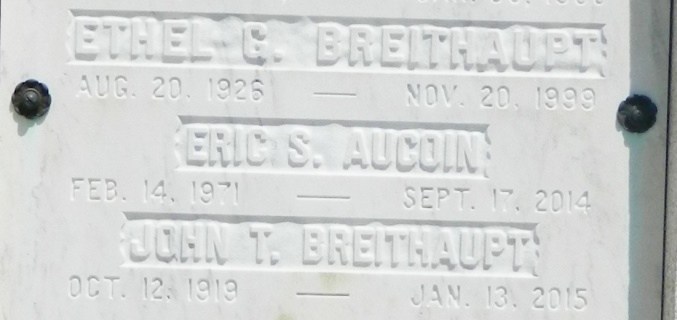 ETHEL G. BREITHAUPT
AUG. 20, 1926 — NOV. 20, 1999
ERIC S. AUCOIN
FEB. 14, 1971 — SEPT. 17, 2014
JOHN T. BREITHAUPT
OCT. 12, 1919 — JAN. 13, 2015